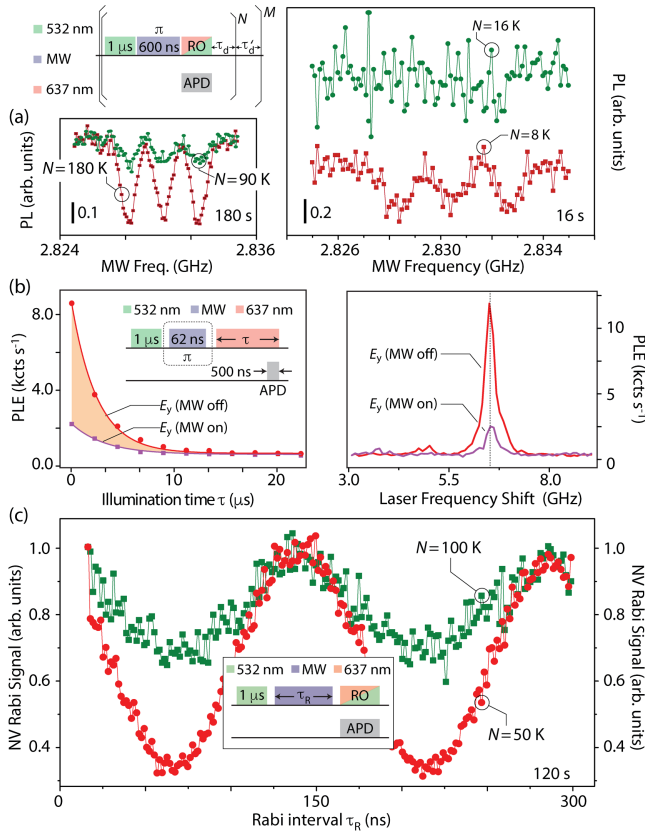 532 nm
MW
637 nm
π
1 μs
600 ns
RO
τd
τ′d
N
M
APD
(a)
PL (arb. units)
N = 180 K
N = 90 K
0.1
180 s
2.824
2.836
MW Freq. (GHz)
N = 16 K
N = 8 K
0.2
16 s
PL (arb. units)
2.826
2.830
2.834
MW Frequency (GHz)
(b)
PLE (kcts s⁻¹)
8.0
4.0
0.0
532 nm MW 637 nm
1 μs
62 ns
τ
π
500 ns
APD
Ey (MW off)
Ey (MW on)
0
10
20
Illumination time τ (μs)
Ey (MW off)
Ey (MW on)
10
5
0
PLE (kcts s⁻¹)
3.0
5.5
8.0
Laser Frequency Shift (GHz)
(c)
NV Rabi Signal (arb. units)
1.0
0.8
0.6
0.4
N = 100 K
N = 50 K
532 nm MW 637 nm
1 μs
τR
RO
APD
120 s
1.0
0.8
0.6
0.4
NV Rabi Signal (arb. units)
0
150
300
Rabi interval τR (ns)